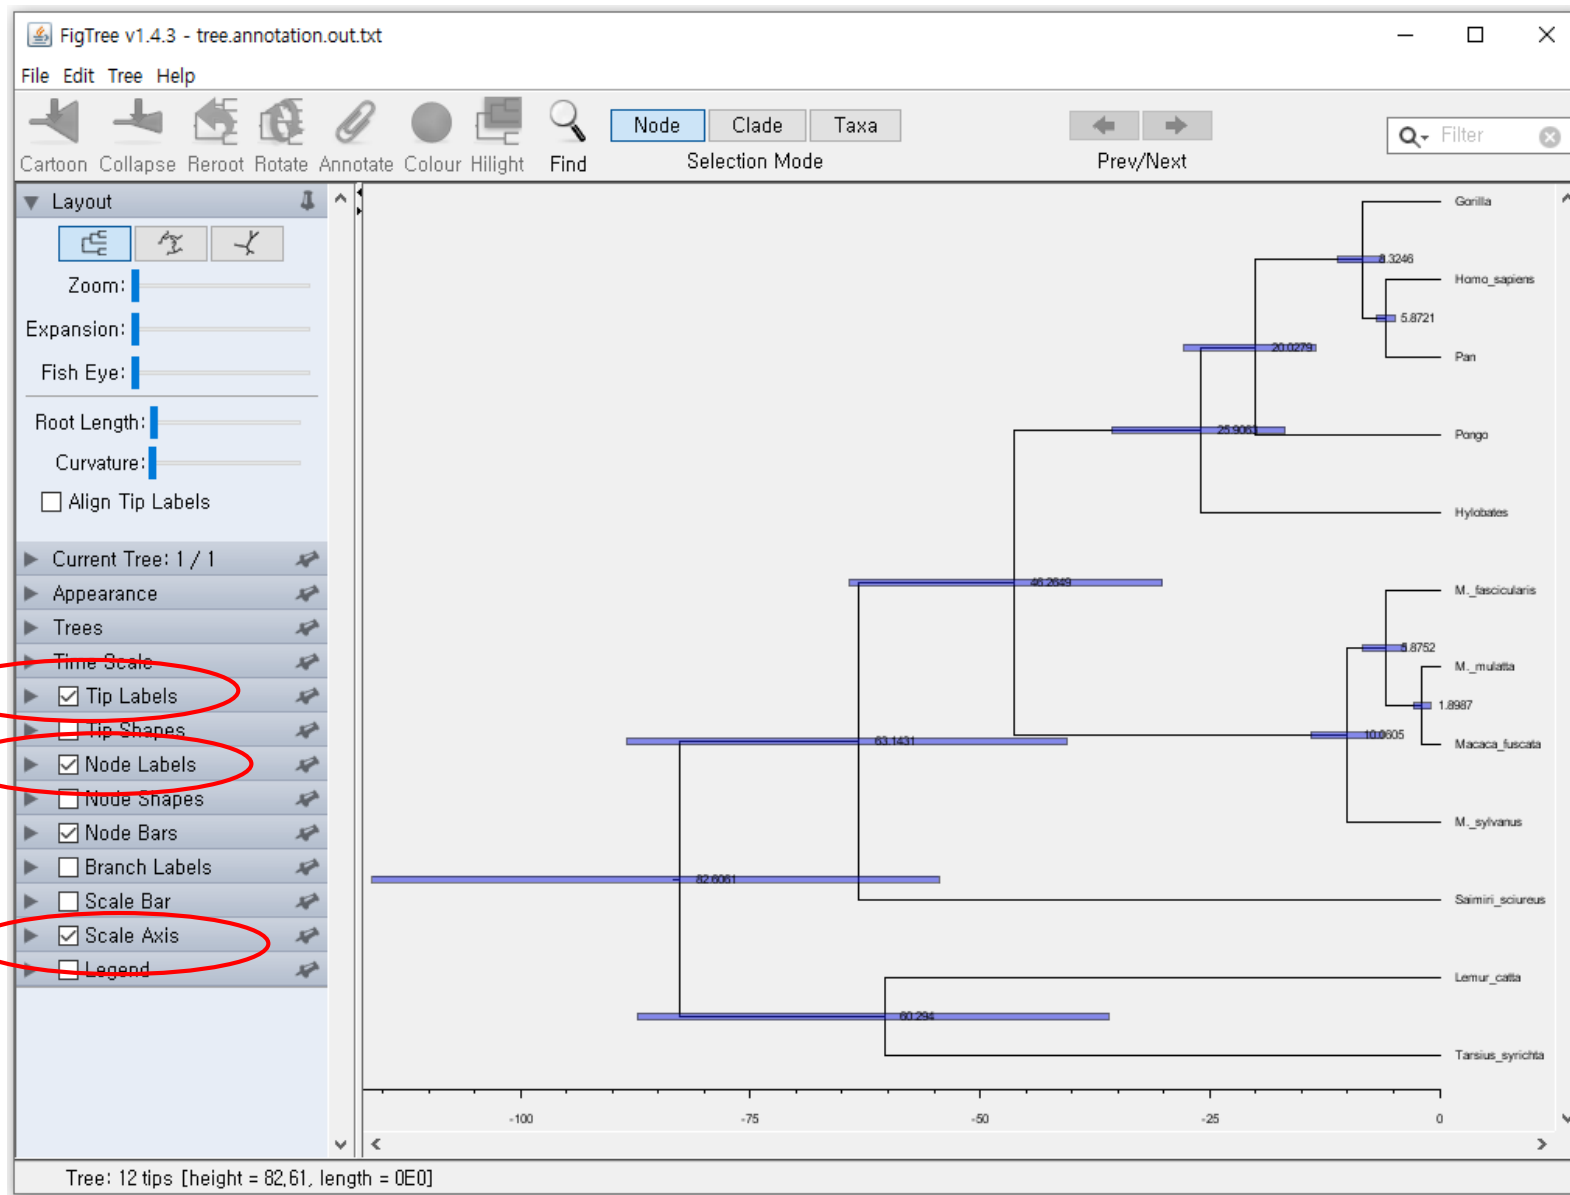 FigTree v1.4.3 - tree.annotation.out.txt
File Edit Tree Help
Cartoon Collapse Reroot Rotate Annotate Colour Hilight Find
Node Clade Taxa
Selection Mode
Prev/Next
Filter
Layout
Zoom:
Expansion:
Fish Eye:
Root Length:
Curvature:
Align Tip Labels
Current Tree: 1 / 1
Appearance
Trees
Time Scale
Tip Labels
Tip Shapes
Node Labels
Node Shapes
Node Bars
Branch Labels
Scale Bar
Scale Axis
Legend
Gorilla
8.3246
Homo_sapiens
5.8721
20.0279
Pan
25.9063
Pongo
Hylobates
46.2649
M._fascicularis
5.8752
M._mulatta
1.8987
10.0605
63.1431
Macaca_fuscata
M._sylvanus
82.6061
Saimiri_sciureus
Lemur_catta
60.294
Tarsius_syrichta
-100 -75 -50 -25 0
Tree: 12 tips [height = 82,61, length = 0E0]